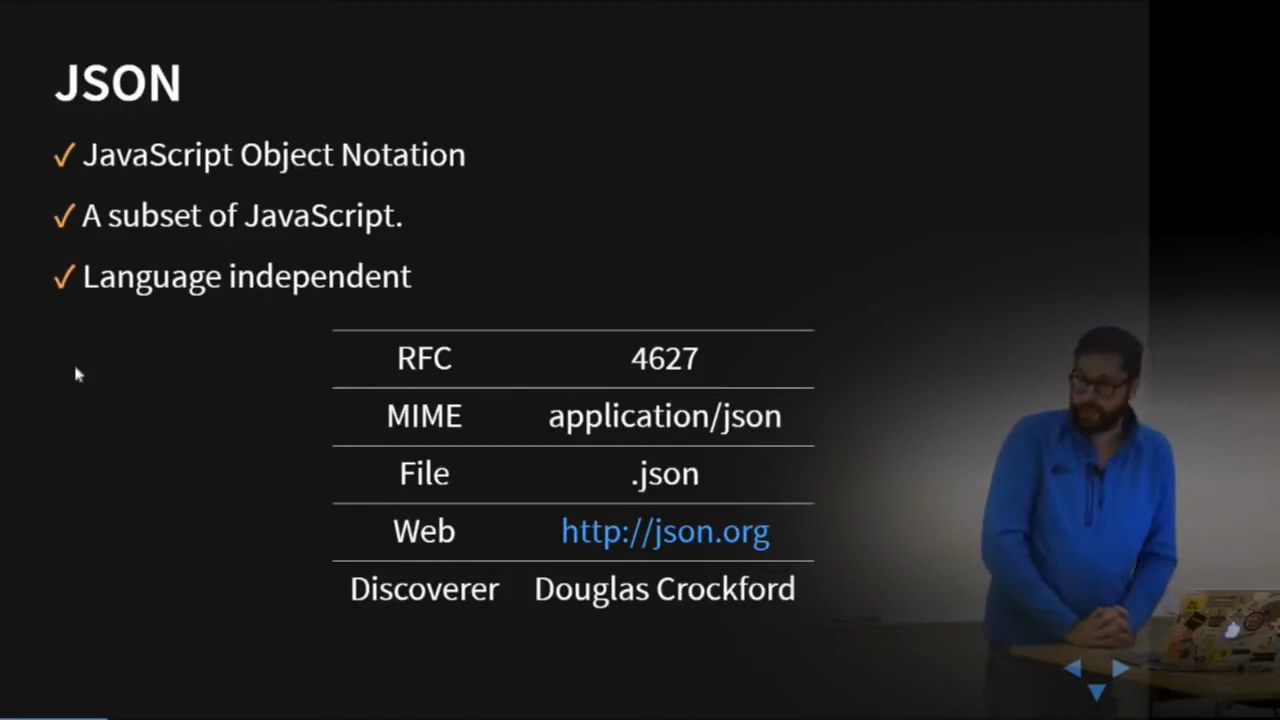 JSON
✓ JavaScript Object Notation
✓ A subset of JavaScript.
✓ Language independent
RFC 4627
MIME application/json
File .json
Web http://json.org
Discoverer Douglas Crockford